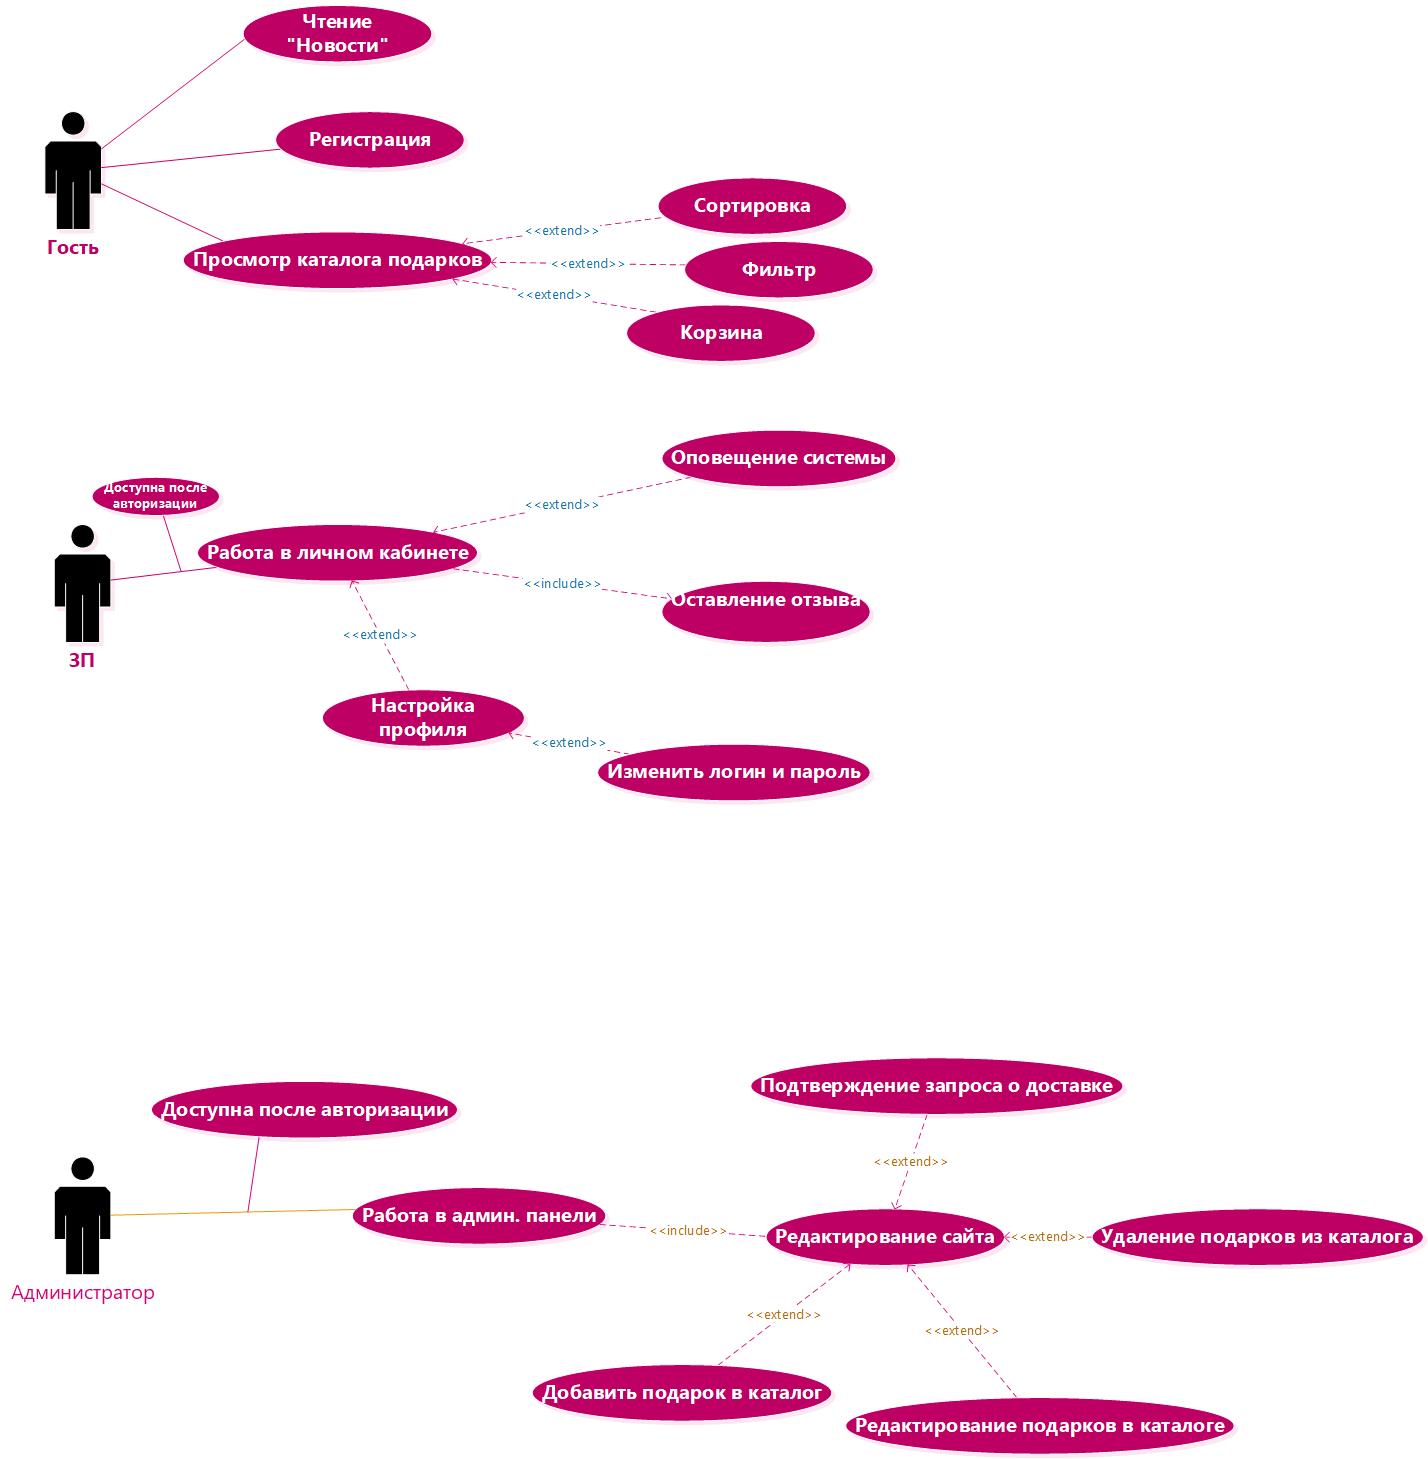 Чтение
"Новости"
Регистрация
Гость
Просмотр каталога подарков
<<extend>>
Сортировка
<<extend>>
Фильтр
<<extend>>
Корзина
Оповещение системы
<<extend>>
Доступна после
авторизации
Работа в личном кабинете
<<include>>
Оставление отзыва
ЗП
<<extend>>
Настройка
профиля
<<extend>>
Изменить логин и пароль
Подтверждение запроса о доставке
Доступна после авторизации
<<extend>>
Работа в админ. панели
<<include>>
Редактирование сайта
<<extend>>
Удаление подарков из каталога
Администратор
<<extend>>
<<extend>>
Добавить подарок в каталог
Редактирование подарков в каталоге